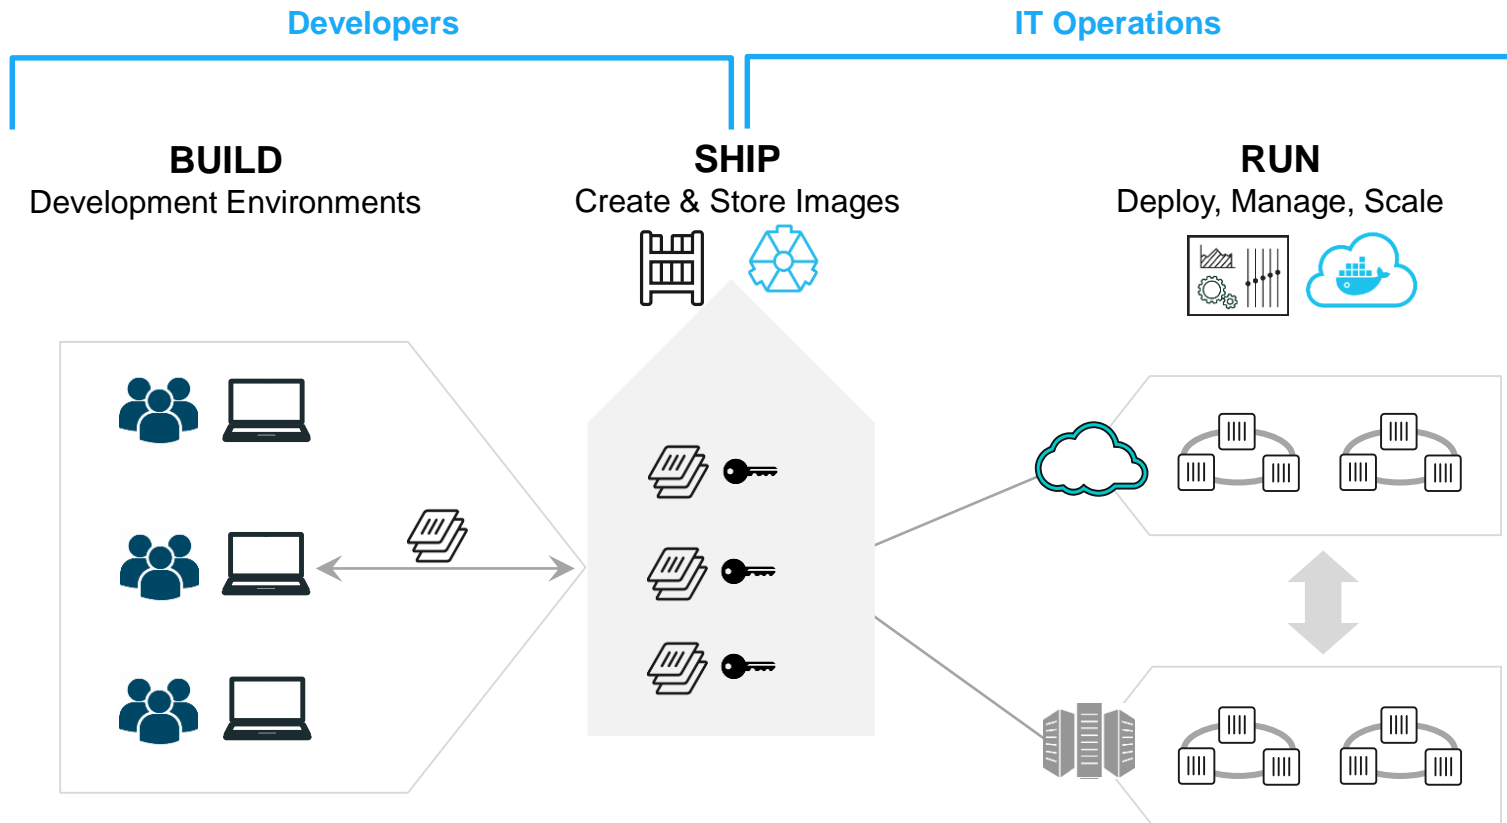 Developers
IT Operations
BUILD
Development Environments
SHIP
Create & Store Images
RUN
Deploy, Manage, Scale